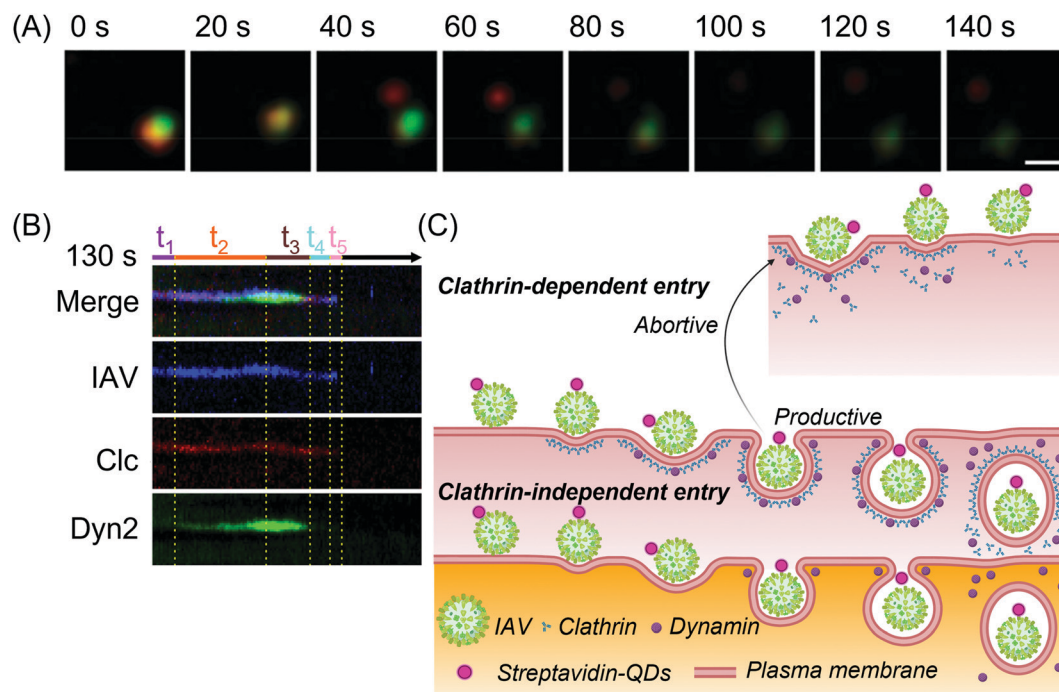 (A)
0 s 20 s 40 s 60 s 80 s 100 s 120 s 140 s
(B)
t1 t2 t3 t4 t5
130 s
Merge
IAV
Clc
Dyn2
(C)
Clathrin-dependent entry
Abortive
Productive
Clathrin-independent entry
IAV Clathrin Dynamin
Streptavidin-QDs Plasma membrane